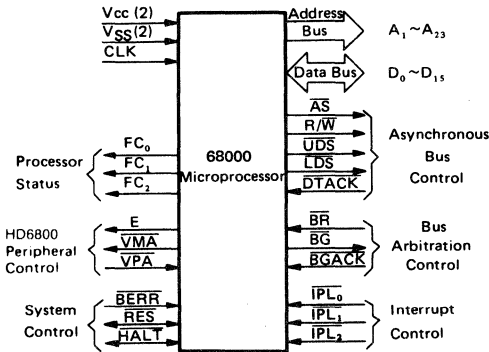 Vcc (2)
VSS (2)
CLK
Address
Bus
A1~A23
Data Bus
D0~D15
AS
R/W
UDS
LDS
DTACK
Asynchronous
Bus
Control
Processor
Status
FC0
FC1
FC2
68000
Microprocessor
HD6800
Peripheral
Control
E
VMA
VPA
BR
BG
BGACK
Bus
Arbitration
Control
System
Control
BERR
RES
HALT
IPL0
IPL1
IPL2
Interrupt
Control